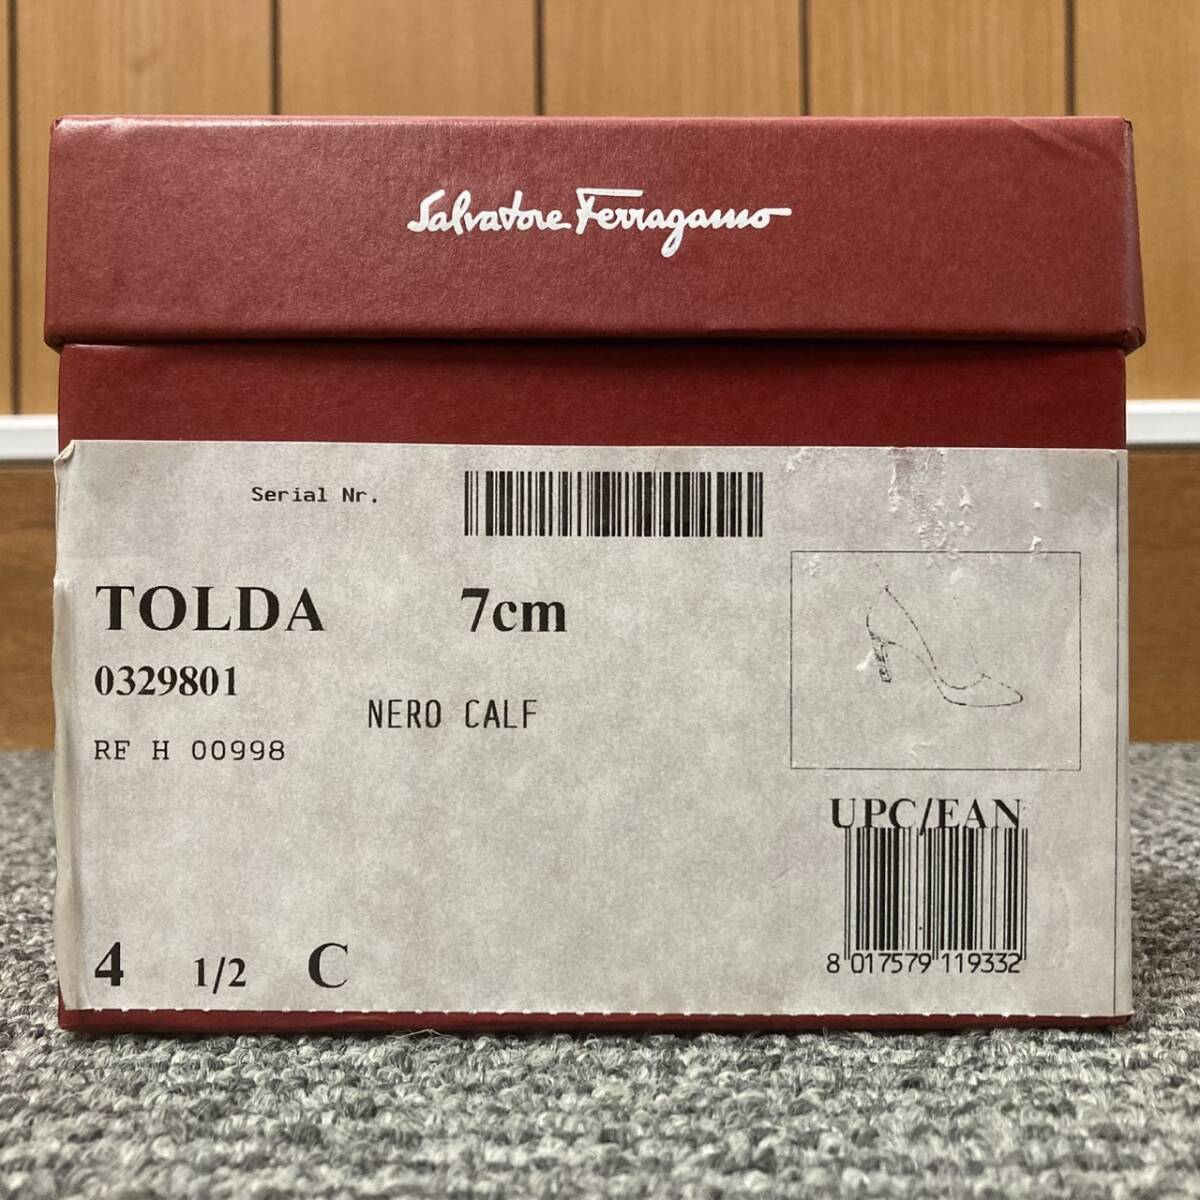 Salvatore Ferragamo
Serial Nr.
TOLDA 7cm
0329801
NERO CALF
RF H 00998
UPC/EAN
8 017579 119332
4 1/2 C